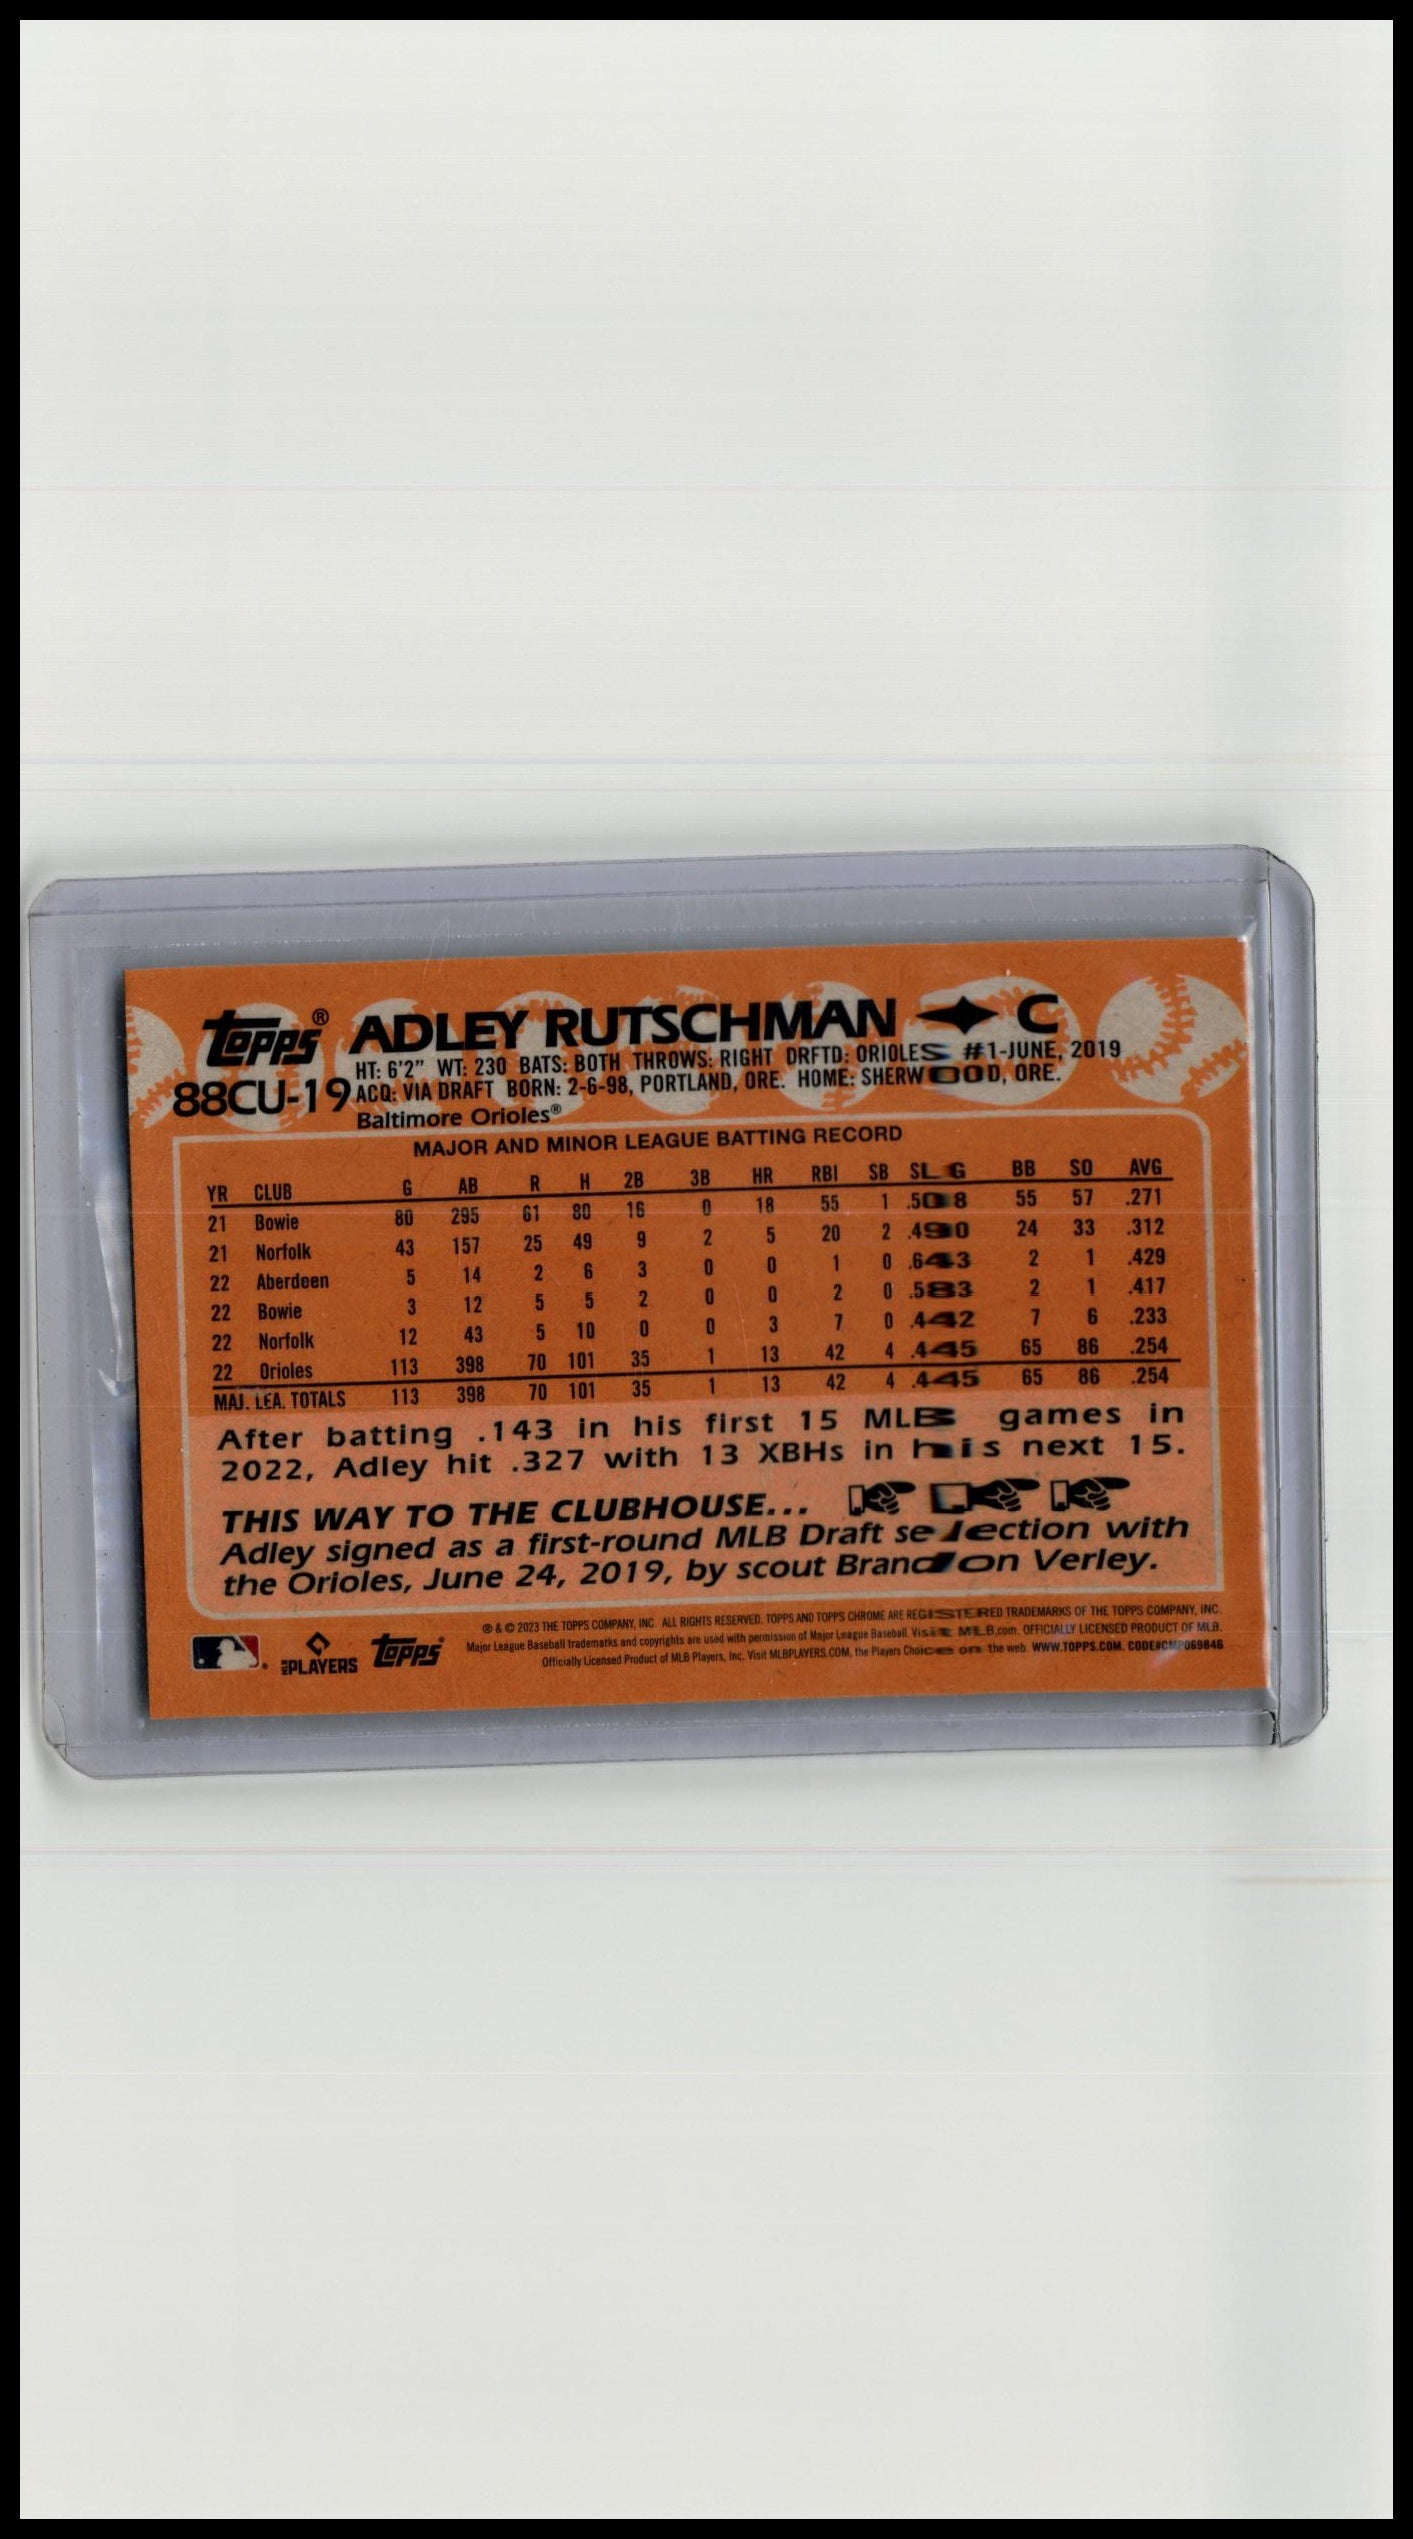 Topps® ADLEY RUTSCHMAN C
HT: 6'2" WT: 230 BATS: BOTH THROWS: RIGHT DRFTD: ORIOLES #1-JUNE, 2019
88CU-19 ACQ: VIA DRAFT BORN: 2-6-98, PORTLAND, ORE. HOME: SHERWOOD, ORE.
Baltimore Orioles®
MAJOR AND MINOR LEAGUE BATTING RECORD
YR CLUB G AB R H 2B 3B HR RBI SB SLG BB SO AVG
21 Bowie 80 295 61 80 16 0 18 55 1 .508 55 57 .271
21 Norfolk 43 157 25 49 9 2 5 20 2 .490 24 33 .312
22 Aberdeen 5 14 2 6 3 0 0 1 0 .643 2 1 .429
22 Bowie 3 12 5 5 2 0 0 2 0 .583 2 1 .417
22 Norfolk 12 43 5 10 0 0 3 7 0 .442 7 6 .233
22 Orioles 113 398 70 101 35 1 13 42 4 .445 65 86 .254
MAJ. LEA. TOTALS 113 398 70 101 35 1 13 42 4 .445 65 86 .254
After batting .143 in his first 15 MLB games in
2022, Adley hit .327 with 13 XBHs in his next 15.
THIS WAY TO THE CLUBHOUSE...
Adley signed as a first-round MLB Draft selection with
the Orioles, June 24, 2019, by scout Brandon Verley.
® & © 2023 THE TOPPS COMPANY, INC. ALL RIGHTS RESERVED. TOPPS AND TOPPS CHROME ARE REGISTERED TRADEMARKS OF THE TOPPS COMPANY, INC.
Major League Baseball trademarks and copyrights are used with permission of Major League Baseball. Visit MLB.com. OFFICIALLY LICENSED PRODUCT OF MLB.
Officially Licensed Product of MLB Players, Inc. Visit MLBPLAYERS.COM, the Players Choice on the web. WWW.TOPPS.COM. CODE#CMP069846
MLB PLAYERS Topps